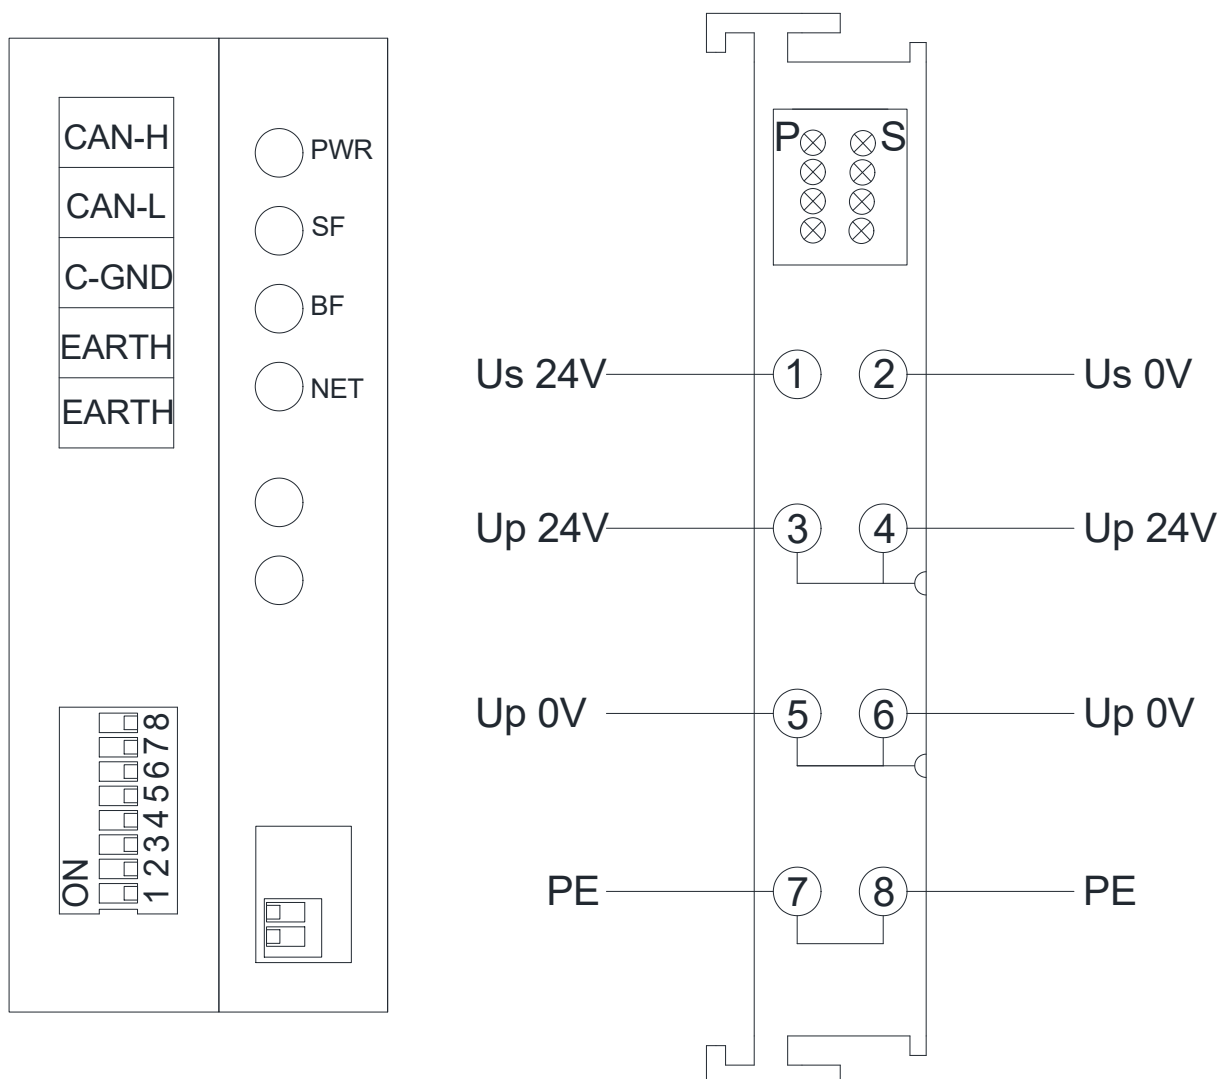 CAN-H
CAN-L
C-GND
EARTH
EARTH
PWR
SF
BF
NET
ON
8
7
6
5
4
3
2
1
P S
Us 24V 1 2 Us 0V
Up 24V 3 4 Up 24V
Up 0V 5 6 Up 0V
PE 7 8 PE